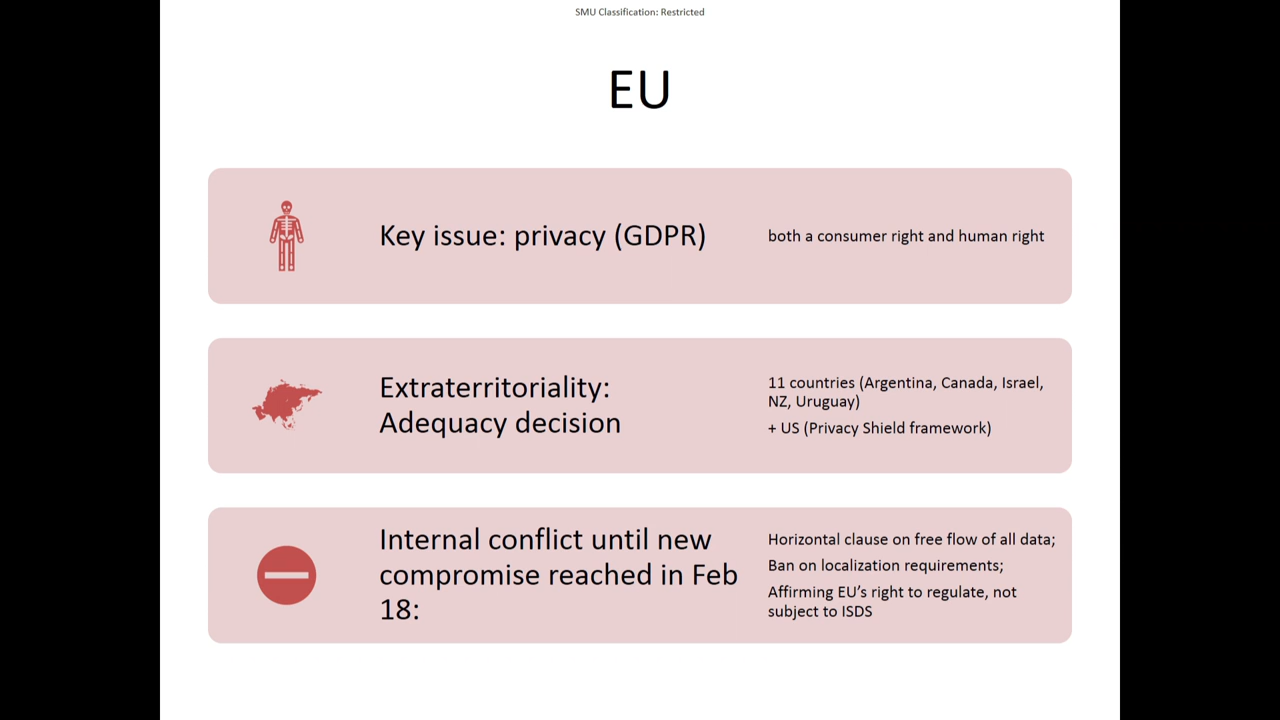 SMU Classification: Restricted
EU
Key issue: privacy (GDPR)
both a consumer right and human right
Extraterritoriality:
Adequacy decision
11 countries (Argentina, Canada, Israel,
NZ, Uruguay)
+ US (Privacy Shield framework)
Internal conflict until new
compromise reached in Feb
18:
Horizontal clause on free flow of all data;
Ban on localization requirements;
Affirming EU’s right to regulate, not
subject to ISDS